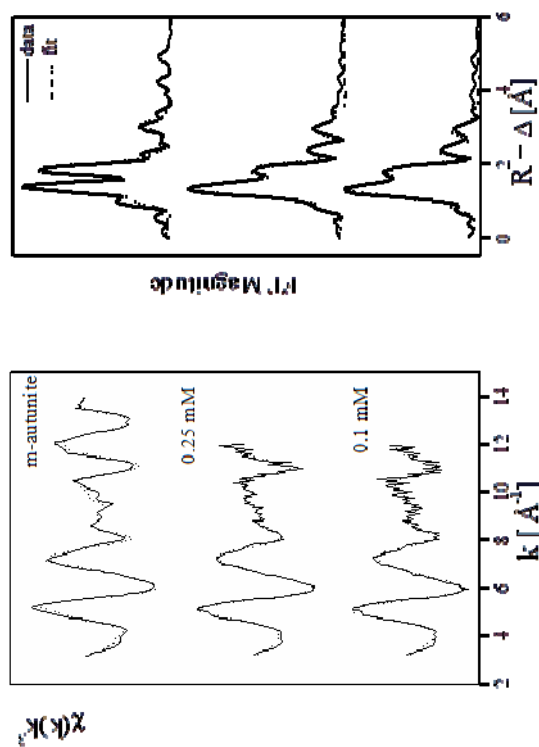 χ(k)k³
m-autunite
0.25 mM
0.1 mM
2 4 6 8 10 12 14
k [ Å⁻¹ ]
FT Magnitude
data
fit
0 2 4 6
R − Δ [Å]